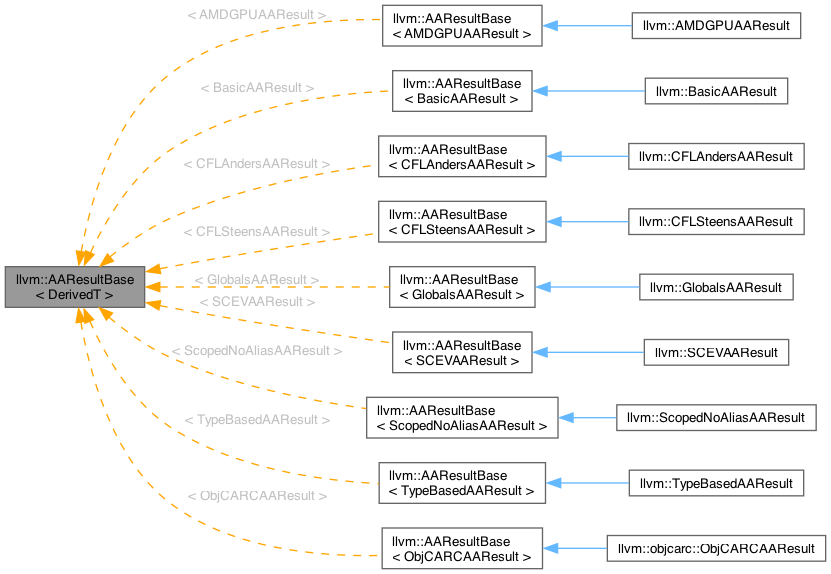 < AMDGPUAAResult >
llvm::AAResultBase
< AMDGPUAAResult >
llvm::AMDGPUAAResult
< BasicAAResult >
llvm::AAResultBase
< BasicAAResult >
llvm::BasicAAResult
< CFLAndersAAResult >
llvm::AAResultBase
< CFLAndersAAResult >
llvm::CFLAndersAAResult
< CFLSteensAAResult >
llvm::AAResultBase
< CFLSteensAAResult >
llvm::CFLSteensAAResult
llvm::AAResultBase
< DerivedT >
< GlobalsAAResult >
llvm::AAResultBase
< GlobalsAAResult >
llvm::GlobalsAAResult
< SCEVAAResult >
llvm::AAResultBase
< SCEVAAResult >
llvm::SCEVAAResult
< ScopedNoAliasAAResult >
llvm::AAResultBase
< ScopedNoAliasAAResult >
llvm::ScopedNoAliasAAResult
< TypeBasedAAResult >
llvm::AAResultBase
< TypeBasedAAResult >
llvm::TypeBasedAAResult
< ObjCARCAAResult >
llvm::AAResultBase
< ObjCARCAAResult >
llvm::objcarc::ObjCARCAAResult